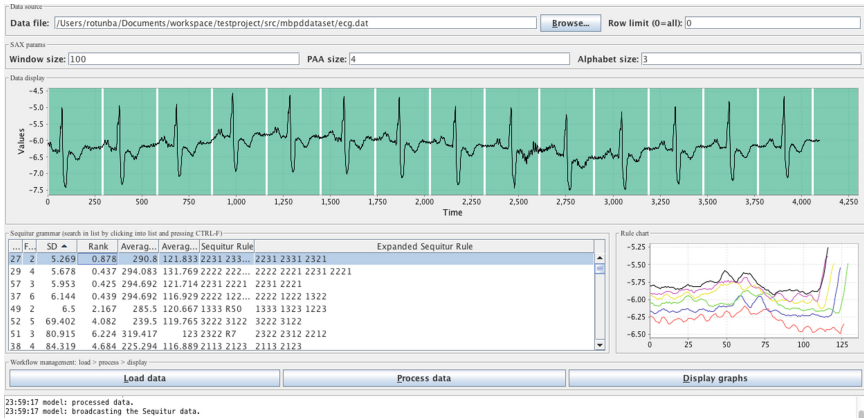 Data source
Data file: /Users/rotunba/Documents/workspace/testproject/src/mbpddataset/ecg.dat Browse... Row limit (0=all): 0
SAX params
Window size: 100 PAA size: 4 Alphabet size: 3
Data display
-4.5
-5.0
-5.5
-6.0
-6.5
-7.0
-7.5
Values
0 250 500 750 1,000 1,250 1,500 1,750 2,000 2,250 2,500 2,750 3,000 3,250 3,500 3,750 4,000 4,250
Time
Sequitur grammar (search in list by clicking into list and pressing CTRL-F)
... F... SD Rank Averag... Averag... Sequitur Rule Expanded Sequitur Rule
27 2 5.269 0.878 290.8 121.833 2231 233... 2231 2331 2321
29 4 5.678 0.437 294.083 131.769 2222 222... 2222 2221 2231 2221
57 3 5.953 0.425 294.692 121.714 2231 2221 2231 2221
37 6 6.144 0.439 294.692 116.929 2222 122... 2222 1222 1322
49 2 6.5 2.167 285.5 120.667 1333 R50 1333 1323 1223
52 5 69.402 4.082 239.5 119.765 3222 3122 3222 3122
51 3 80.915 6.224 319.417 123 2322 R7 2322 2312 2212
38 4 84.319 4.684 225.294 116.889 2113 2123 2113 2123
Rule chart
-5.25
-5.50
-5.75
-6.00
-6.25
-6.50
0 25 50 75 100 125
Workflow management: load > process > display
Load data Process data Display graphs
23:59:17 model: processed data.
23:59:17 model: broadcasting the Sequitur data.